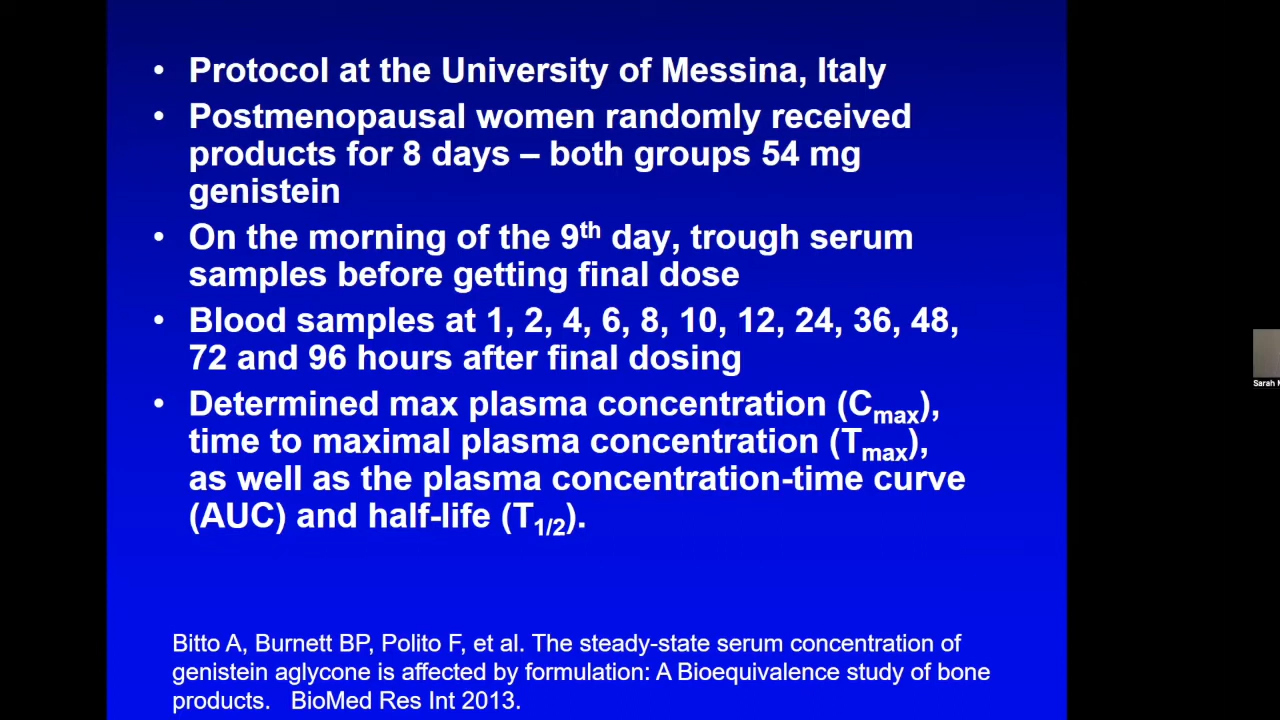 • Protocol at the University of Messina, Italy
• Postmenopausal women randomly received
products for 8 days – both groups 54 mg
genistein
• On the morning of the 9th day, trough serum
samples before getting final dose
• Blood samples at 1, 2, 4, 6, 8, 10, 12, 24, 36, 48,
72 and 96 hours after final dosing
• Determined max plasma concentration (Cmax),
time to maximal plasma concentration (Tmax),
as well as the plasma concentration-time curve
(AUC) and half-life (T1/2).
Bitto A, Burnett BP, Polito F, et al. The steady-state serum concentration of
genistein aglycone is affected by formulation: A Bioequivalence study of bone
products. BioMed Res Int 2013.
Sarah